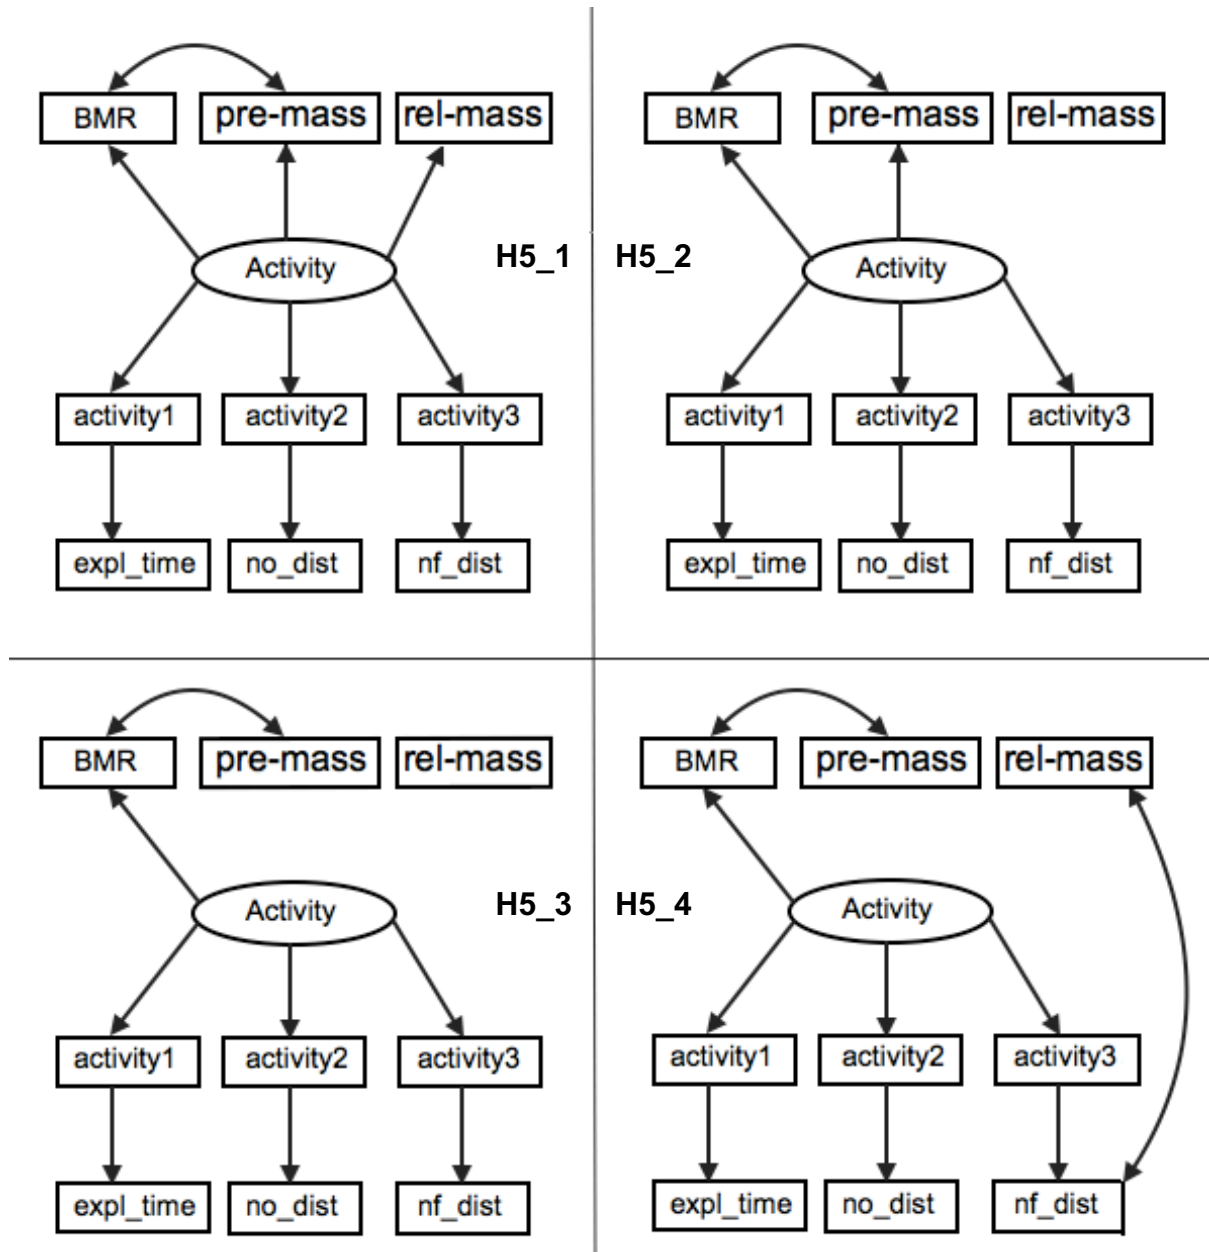 BMR
pre-mass
rel-mass
Activity
H5_1
activity1
activity2
activity3
expl_time
no_dist
nf_dist
BMR
pre-mass
rel-mass
H5_2
Activity
activity1
activity2
activity3
expl_time
no_dist
nf_dist
BMR
pre-mass
rel-mass
Activity
H5_3
activity1
activity2
activity3
expl_time
no_dist
nf_dist
BMR
pre-mass
rel-mass
H5_4
Activity
activity1
activity2
activity3
expl_time
no_dist
nf_dist